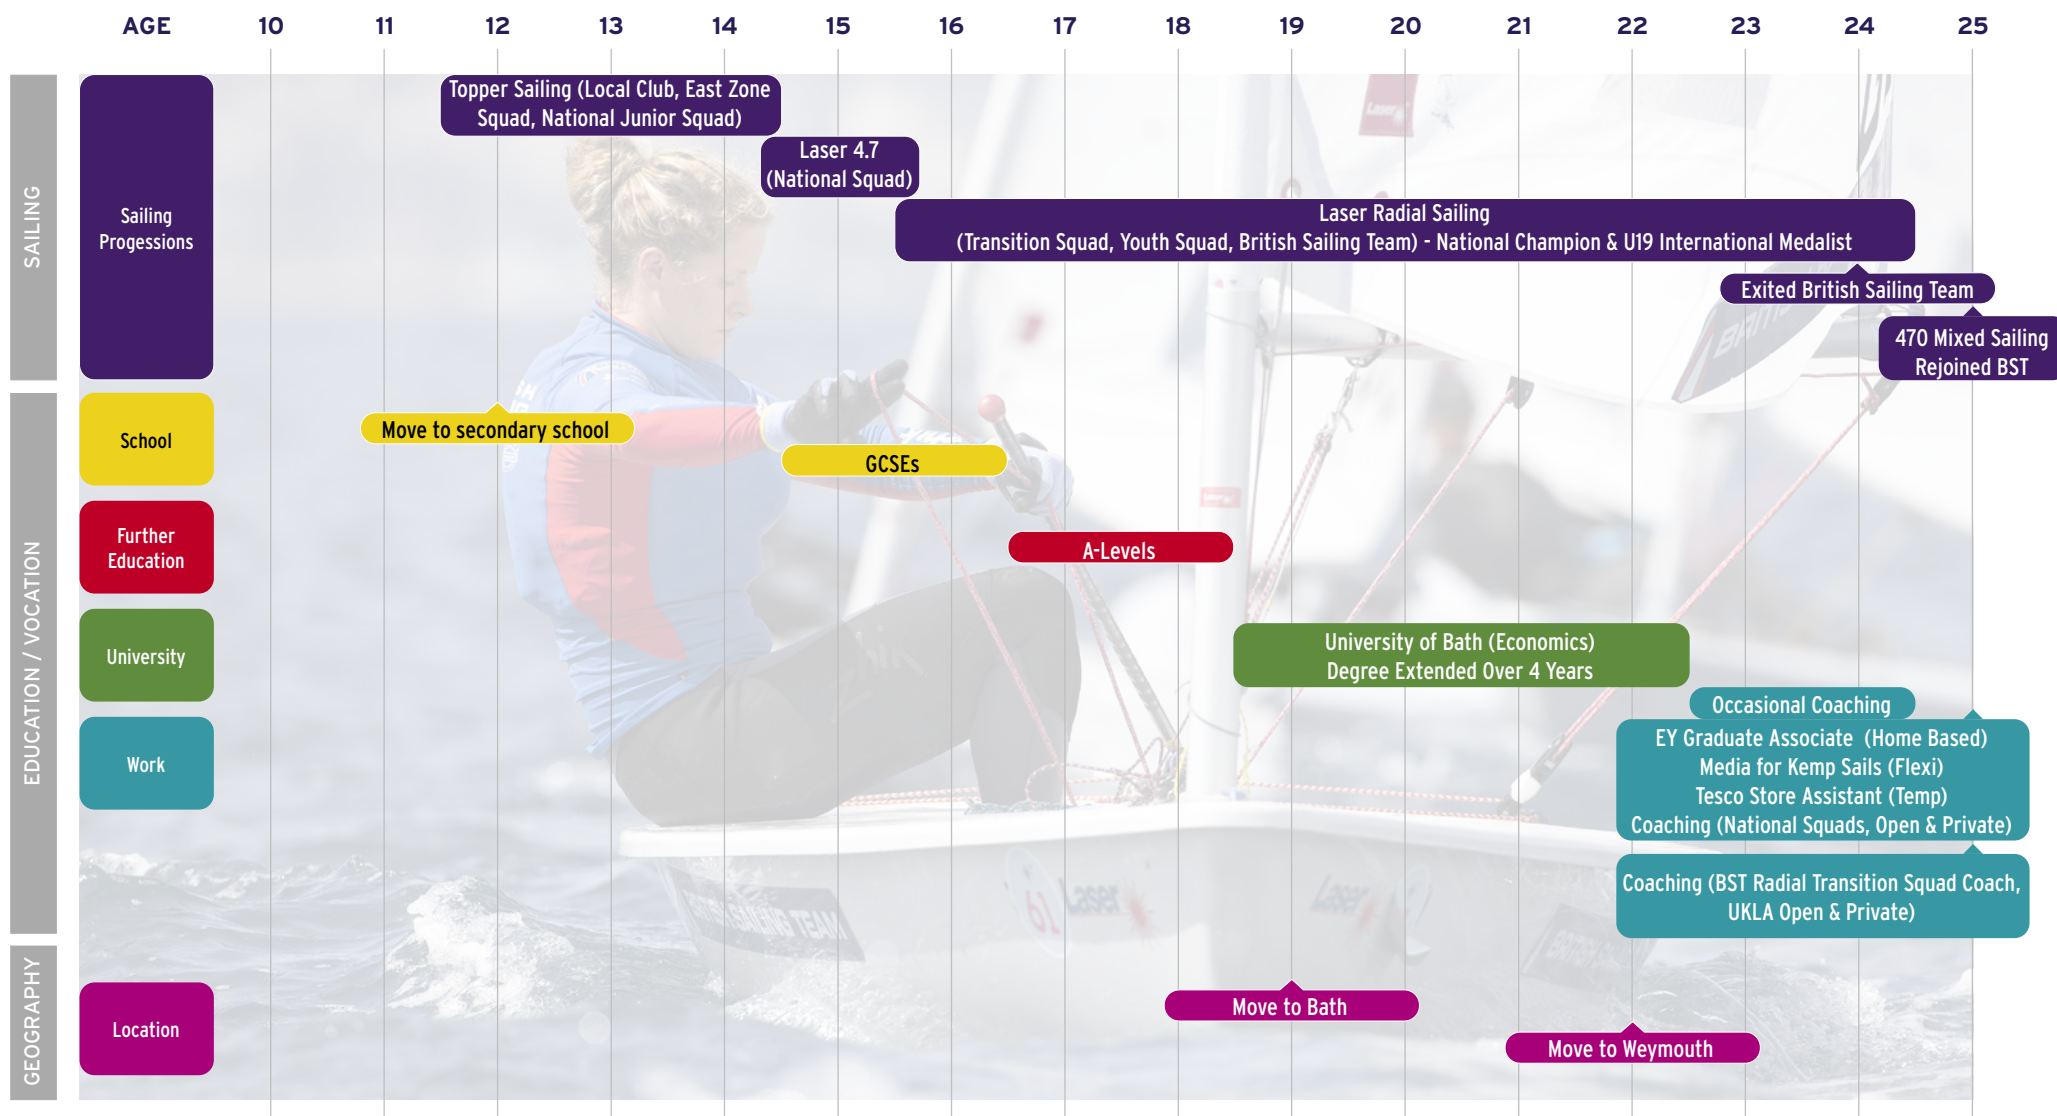 AGE 10 11 12 13 14 15 16 17 18 19 20 21 22 23 24 25
SAILING
Sailing
Progessions
Topper Sailing (Local Club, East Zone
Squad, National Junior Squad)
Laser 4.7
(National Squad)
Laser Radial Sailing
(Transition Squad, Youth Squad, British Sailing Team) - National Champion & U19 International Medalist
Exited British Sailing Team
470 Mixed Sailing
Rejoined BST
EDUCATION / VOCATION
School
Move to secondary school
GCSEs
Further
Education
A-Levels
University
University of Bath (Economics)
Degree Extended Over 4 Years
Work
Occasional Coaching
EY Graduate Associate (Home Based)
Media for Kemp Sails (Flexi)
Tesco Store Assistant (Temp)
Coaching (National Squads, Open & Private)
Coaching (BST Radial Transition Squad Coach,
UKLA Open & Private)
GEOGRAPHY
Location
Move to Bath
Move to Weymouth
Laser
SAILING TEAM
61
Laser
Laser